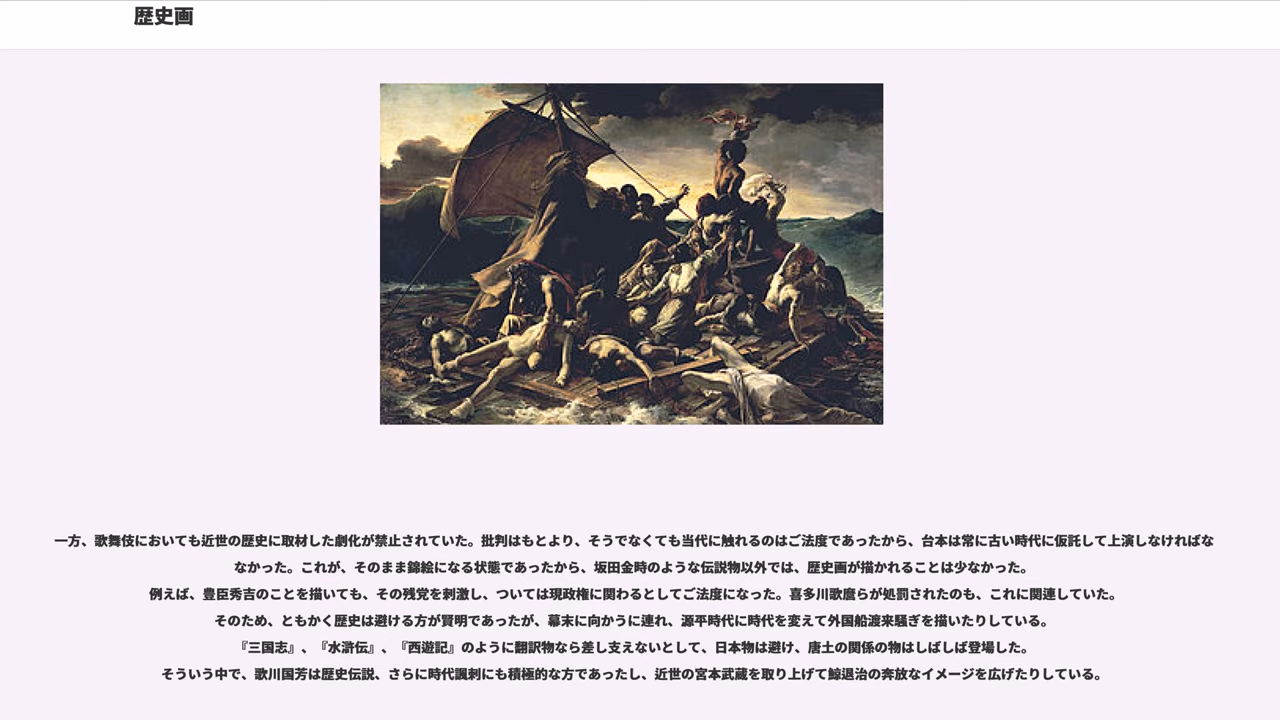 歴史画
一方、歌舞伎においても近世の歴史に取材した劇化が禁止されていた。批判はもとより、そうでなくても当代に触れるのはご法度であったから、台本は常に古い時代に仮託して上演しなければな
なかった。これが、そのまま錦絵になる状態であったから、坂田金時のような伝説物以外では、歴史画が描かれることは少なかった。
例えば、豊臣秀吉のことを描いても、その残党を刺激し、ついては現政権に関わるとしてご法度になった。喜多川歌麿らが処罰されたのも、これに関連していた。
そのため、ともかく歴史は避ける方が賢明であったが、幕末に向かうに連れ、源平時代に時代を変えて外国船渡来騒ぎを描いたりしている。
『三国志』、『水滸伝』、『西遊記』のように翻訳物なら差し支えないとして、日本物は避け、唐土の関係の物はしばしば登場した。
そういう中で、歌川国芳は歴史伝説、さらに時代諷刺にも積極的な方であったし、近世の宮本武蔵を取り上げて鯨退治の奔放なイメージを広げたりしている。